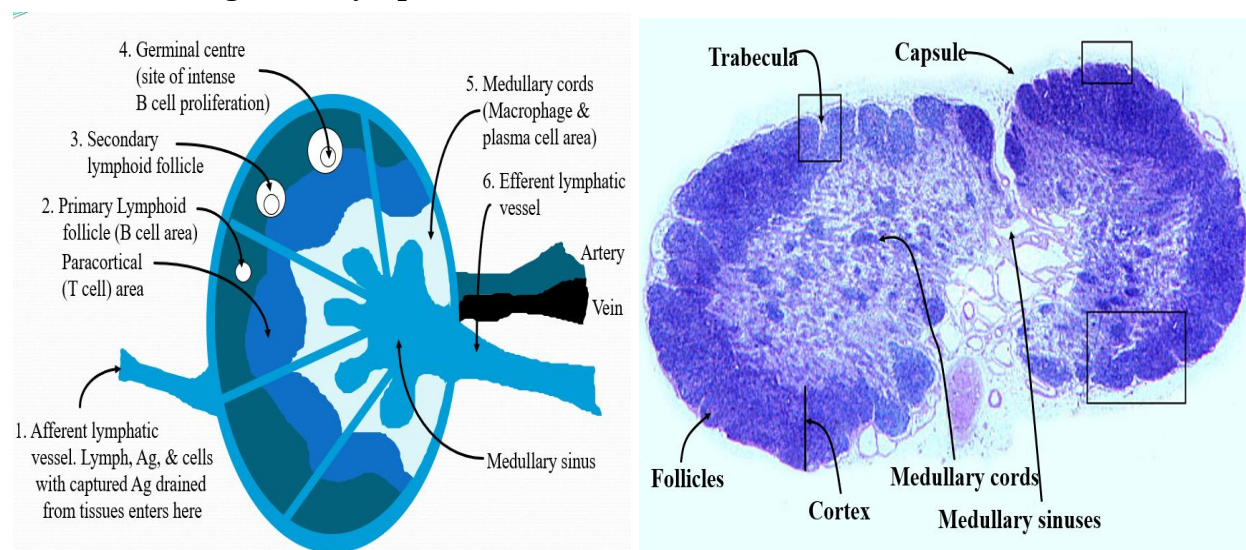 4. Germinal centre
(site of intense
B cell proliferation)
3. Secondary
lymphoid follicle
2. Primary Lymphoid
follicle (B cell area)
Paracortical
(T cell) area
1. Afferent lymphatic
vessel. Lymph, Ag, & cells
with captured Ag drained
from tissues enters here
5. Medullary cords
(Macrophage &
plasma cell area)
6. Efferent lymphatic
vessel
Artery
Vein
Medullary sinus
Trabecula
Capsule
Follicles
Cortex
Medullary cords
Medullary sinuses